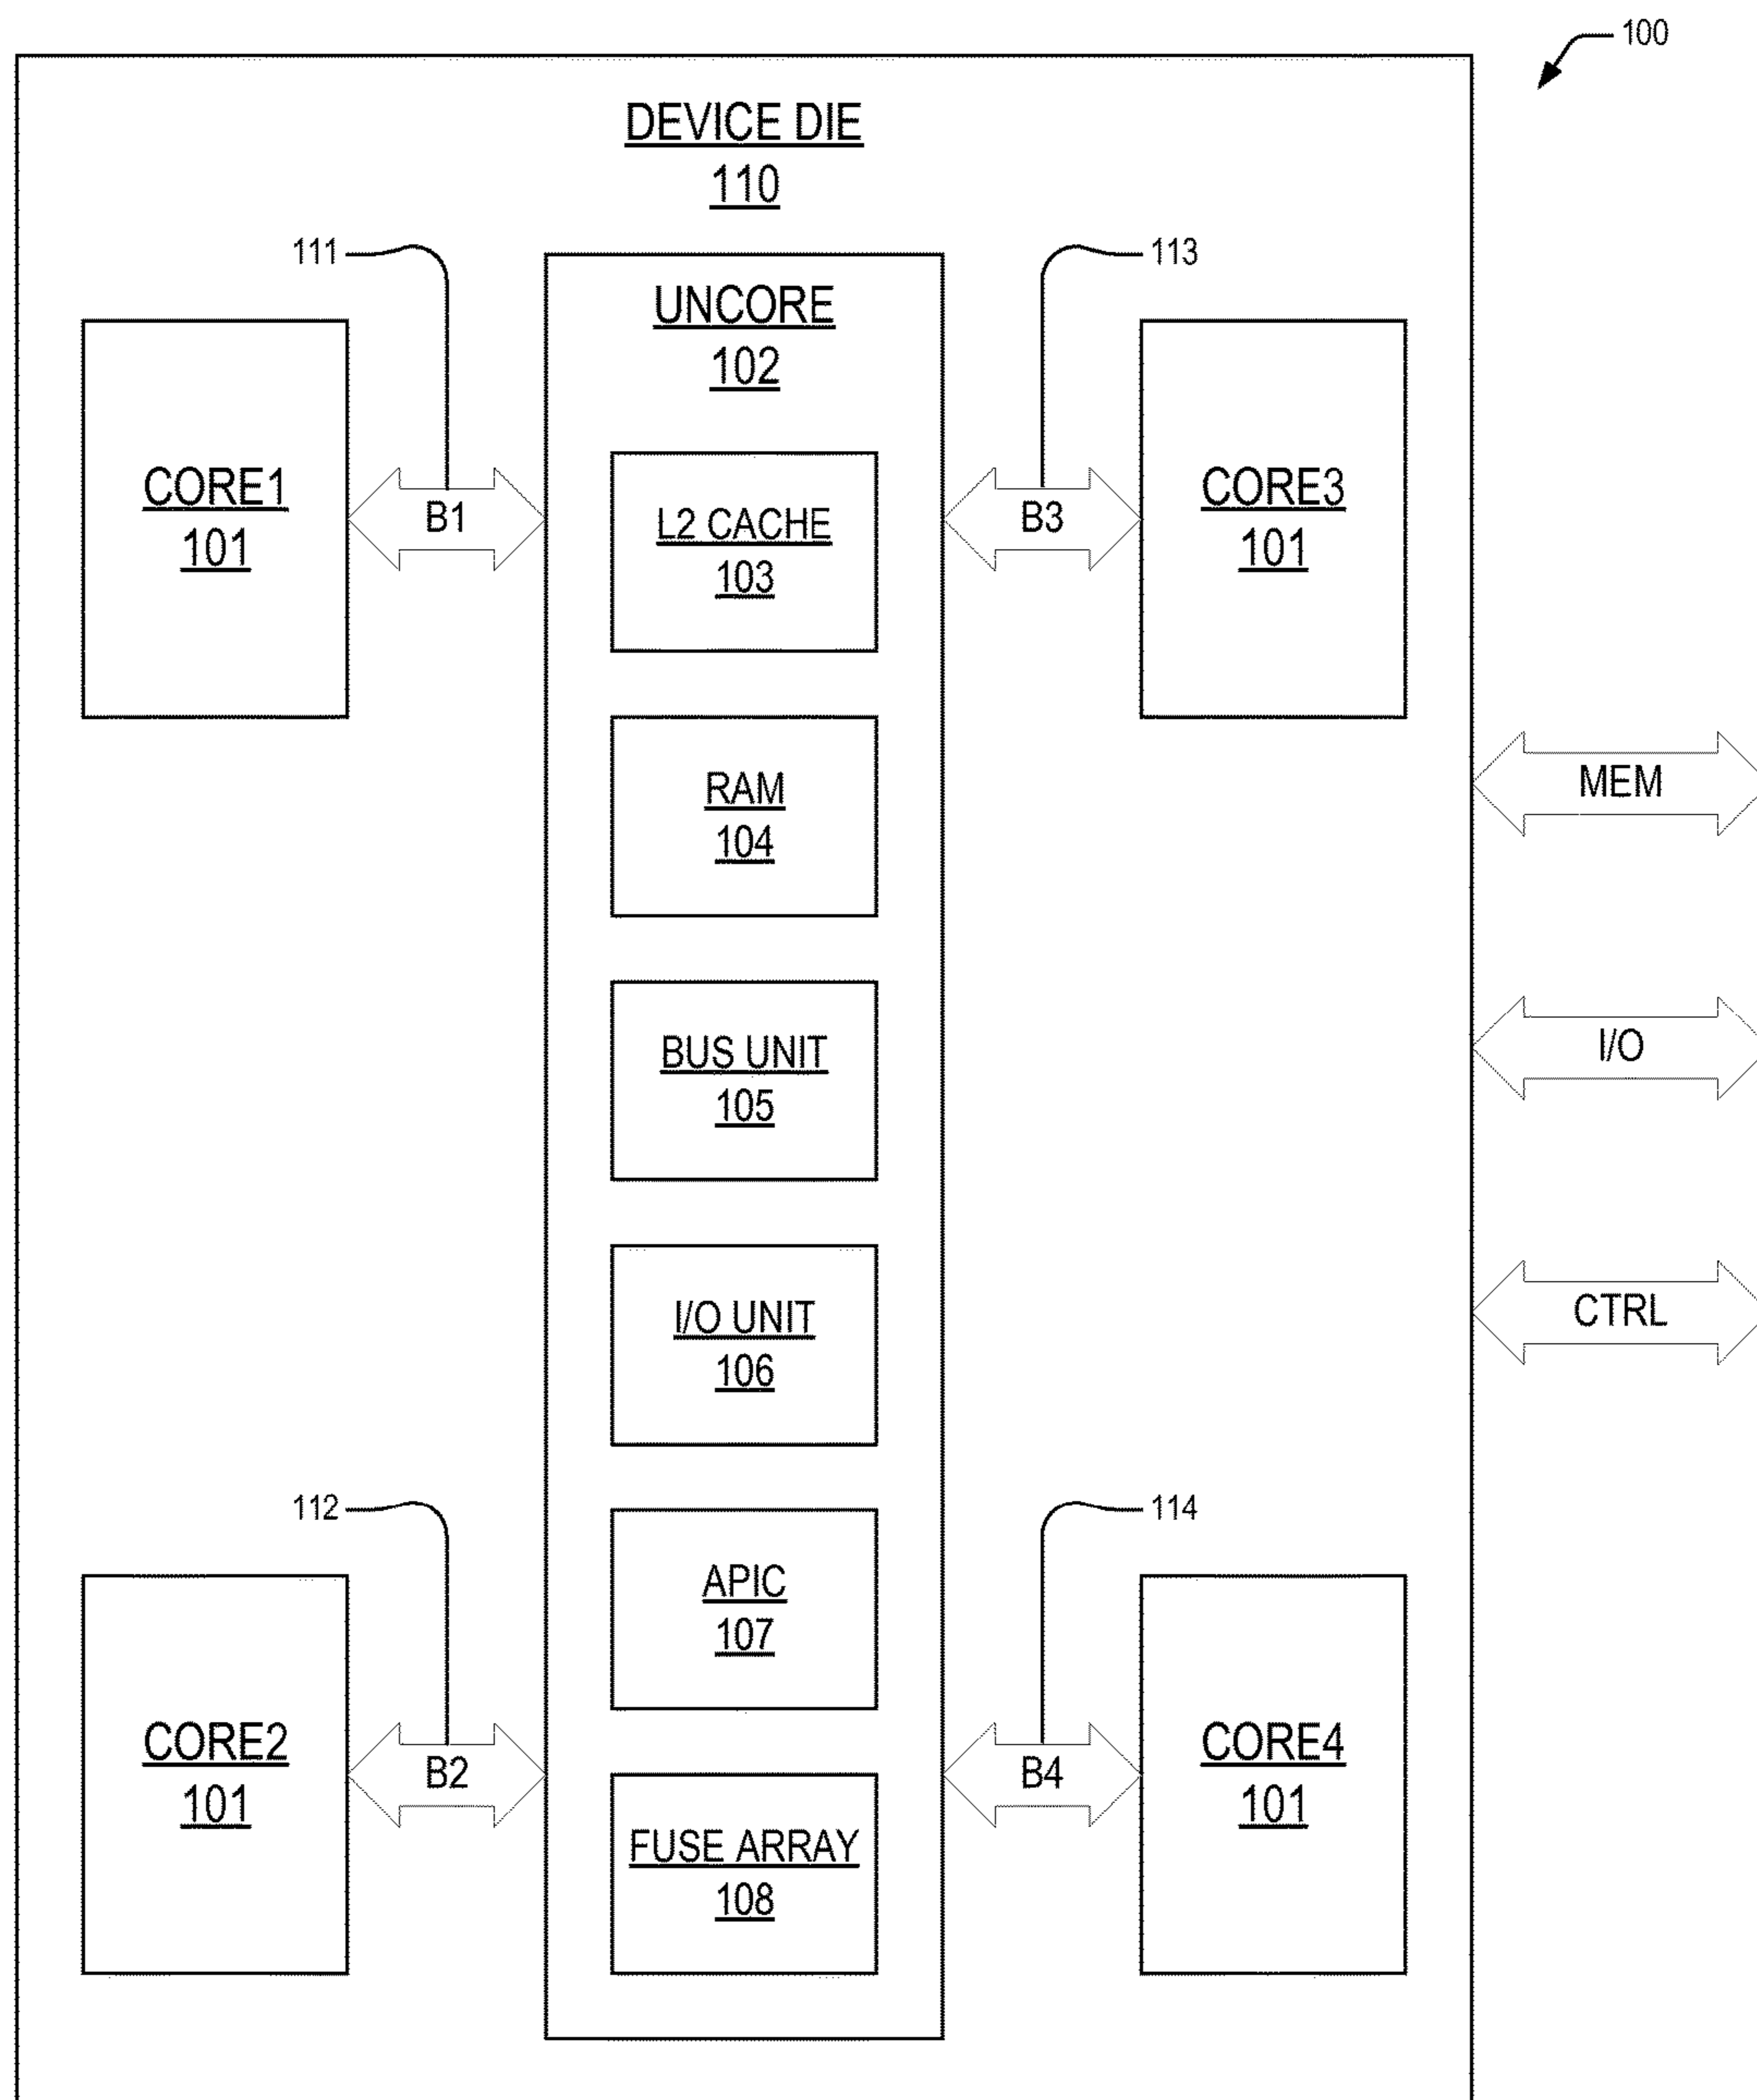 100
DEVICE DIE
110
111
113
UNCORE
102
CORE1
101
B1
L2 CACHE
103
B3
CORE3
101
RAM
104
MEM
BUS UNIT
105
I/O
I/O UNIT
106
CTRL
112
114
APIC
107
CORE2
101
B2
B4
CORE4
101
FUSE ARRAY
108